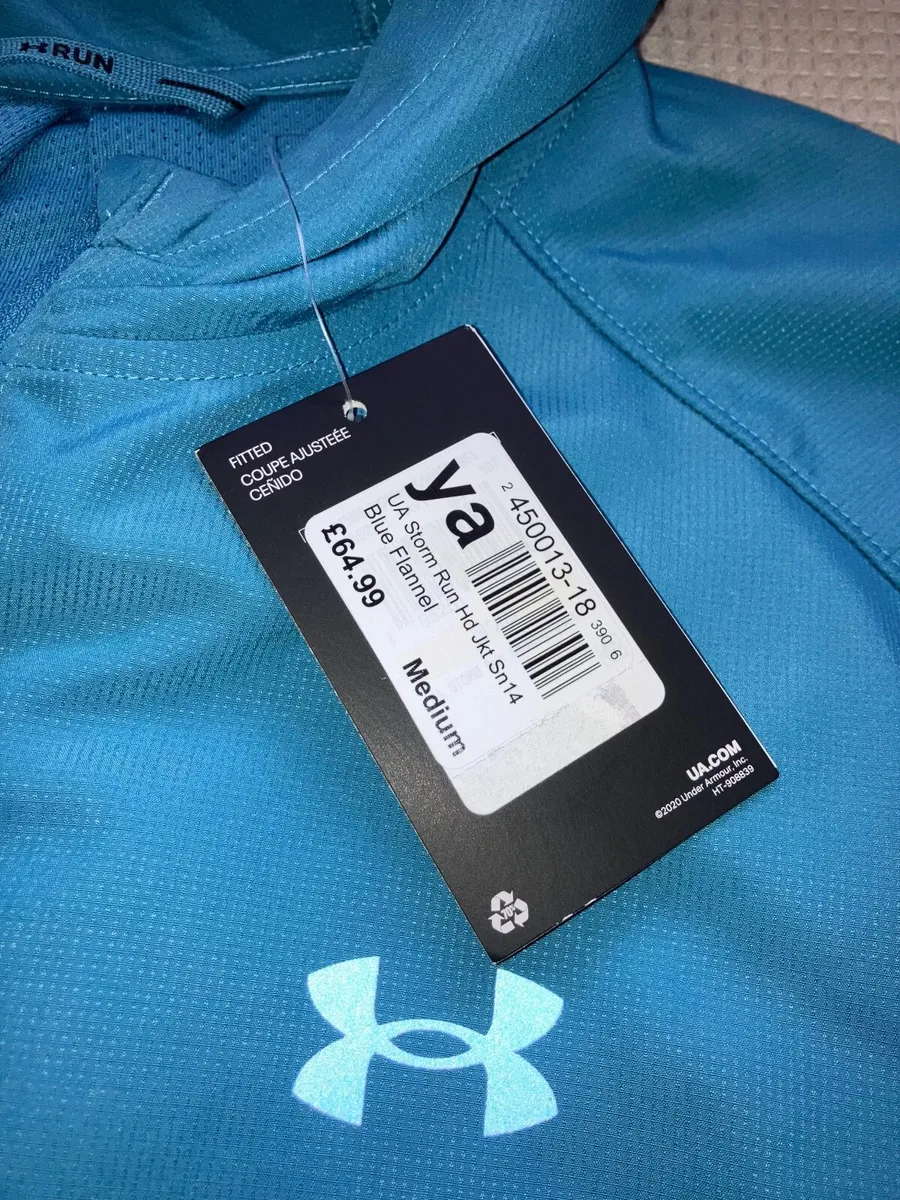 RUN
FITTED
COUPE AJUSTEÉE
CEÑIDO
ya
2 450013-18 390 6
UA Storm Run Hd Jkt Sn14
Blue Flannel
£64.99
Medium
UA.COM
©2020 Under Armour, Inc.
HT-908839